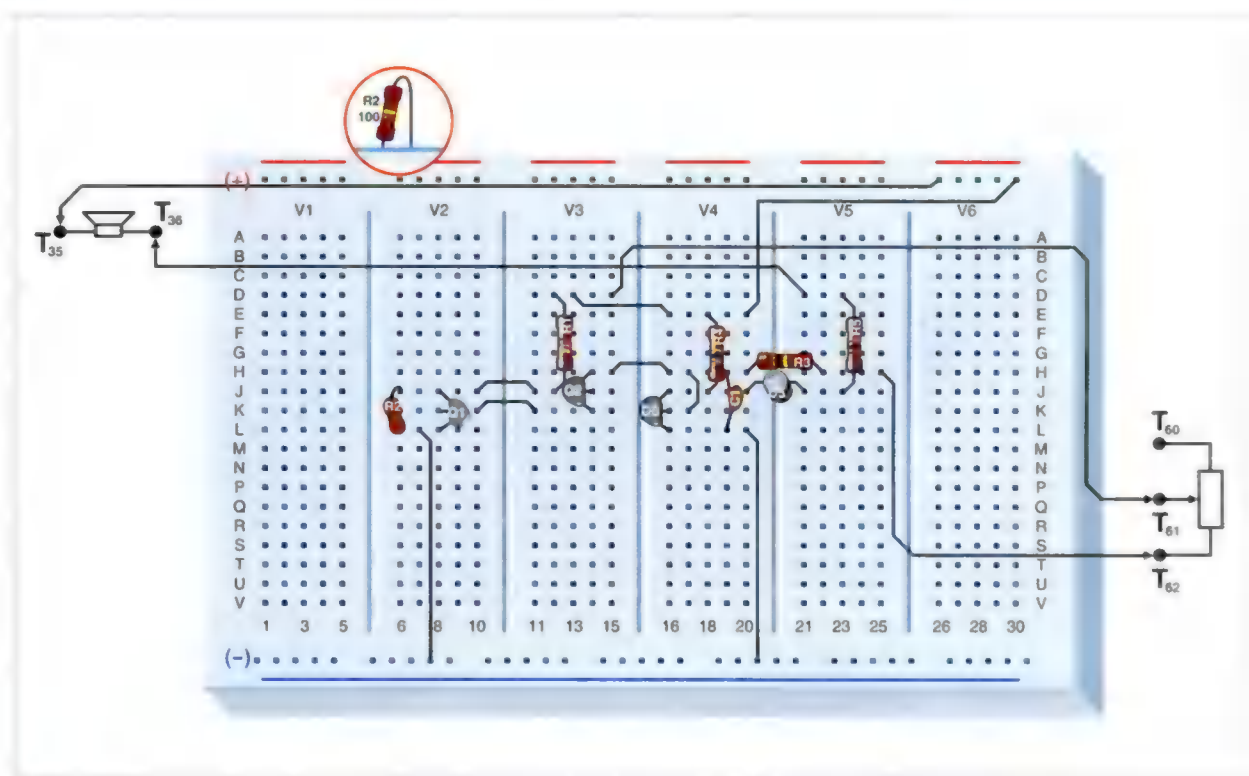 R2
100
(+)
V1 V2 V3 V4 V5 V6
T36
T35
A A
B B
C C
D D
E E
F R1 F
G R3 G
H H
J J
K R2 K
L L
M M
T60
N N
P P
Q Q
R R
T61
S S
T T
U U
T62
V V
1 3 5 6 8 10 11 13 15 16 18 20 21 23 25 26 28 30
(-)